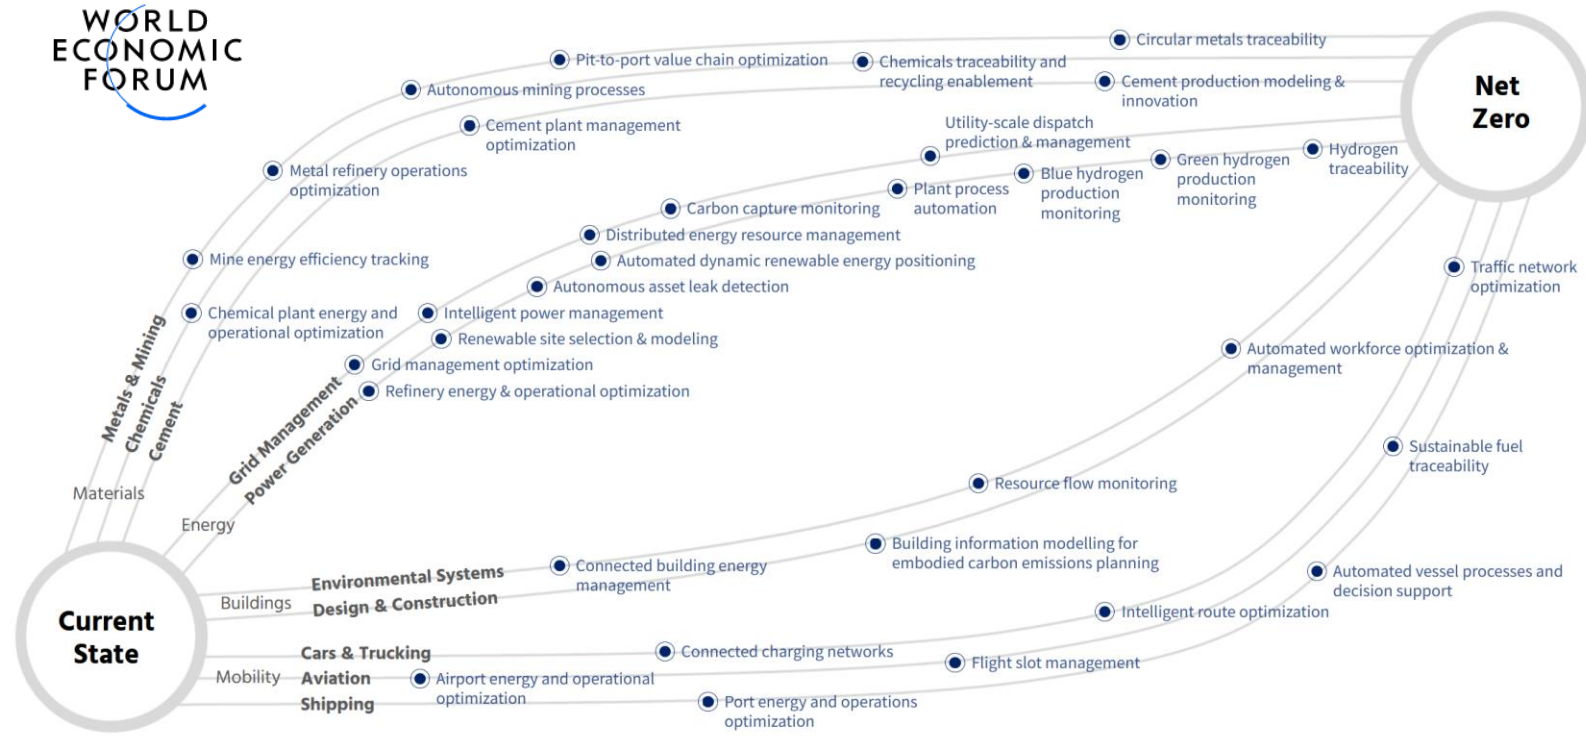 WORLD
ECONOMIC
FORUM
Circular metals traceability
Pit-to-port value chain optimization
Chemicals traceability and
recycling enablement
Cement production modeling &
innovation
Net
Zero
Autonomous mining processes
Cement plant management
optimization
Utility-scale dispatch
prediction & management
Metal refinery operations
optimization
Hydrogen
traceability
Green hydrogen
production
monitoring
Blue hydrogen
production
monitoring
Plant process
automation
Carbon capture monitoring
Distributed energy resource management
Mine energy efficiency tracking
Automated dynamic renewable energy positioning
Autonomous asset leak detection
Traffic network
optimization
Chemical plant energy and
operational optimization
Intelligent power management
Renewable site selection & modeling
Grid management optimization
Refinery energy & operational optimization
Automated workforce optimization &
management
Metals & Mining
Chemicals
Cement
Grid Management
Power Generation
Materials
Energy
Sustainable fuel
traceability
Resource flow monitoring
Building information modelling for
embodied carbon emissions planning
Connected building energy
management
Automated vessel processes and
decision support
Environmental Systems
Buildings
Design & Construction
Intelligent route optimization
Current
State
Cars & Trucking
Connected charging networks
Mobility
Aviation
Airport energy and operational
optimization
Flight slot management
Shipping
Port energy and operations
optimization